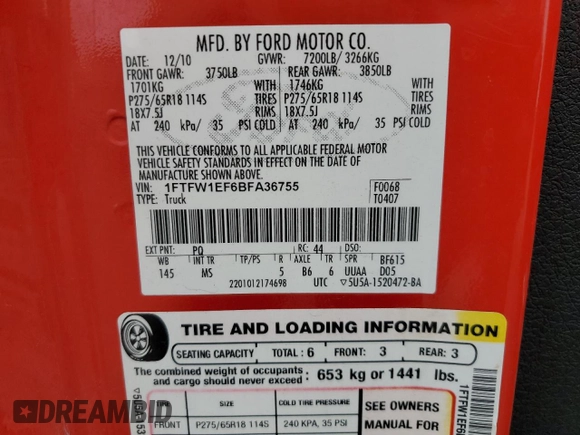 MFD. BY FORD MOTOR CO.
DATE: 12/10 GVWR: 7200LB/ 3266KG
FRONT GAWR: 3750LB REAR GAWR: 3850LB
1701KG WITH 1746KG WITH
P275/65R18 114S TIRES P275/65R18 114S TIRES
18X7.5J RIMS 18X7.5J RIMS
AT 240 kPa/ 35 PSI COLD AT 240 kPa/ 35 PSI COLD
THIS VEHICLE CONFORMS TO ALL APPLICABLE FEDERAL MOTOR
VEHICLE SAFETY STANDARDS IN EFFECT ON THE DATE OF
MANUFACTURE SHOWN ABOVE.
VIN: 1FTFW1EF6BFA36755 F0068
TYPE: Truck T0407
EXT PNT: PQ RC: 44 DSO:
WB INT TR TP/PS R AXLE TR SPR BF615
145 MS 5 B6 6 UUAA D05
2201012174698 UTC ▽5U5A-1520472-BA
TIRE AND LOADING INFORMATION
SEATING CAPACITY TOTAL: 6 FRONT: 3 REAR: 3
The combined weight of occupants
and cargo should never exceed: 653 kg or 1441 lbs.
SIZE COLD TIRE PRESSURE SEE OWNERS
FRONT P275/65R18 114S 240 KPA, 35 PSI MANUAL FOR
DREAMBID